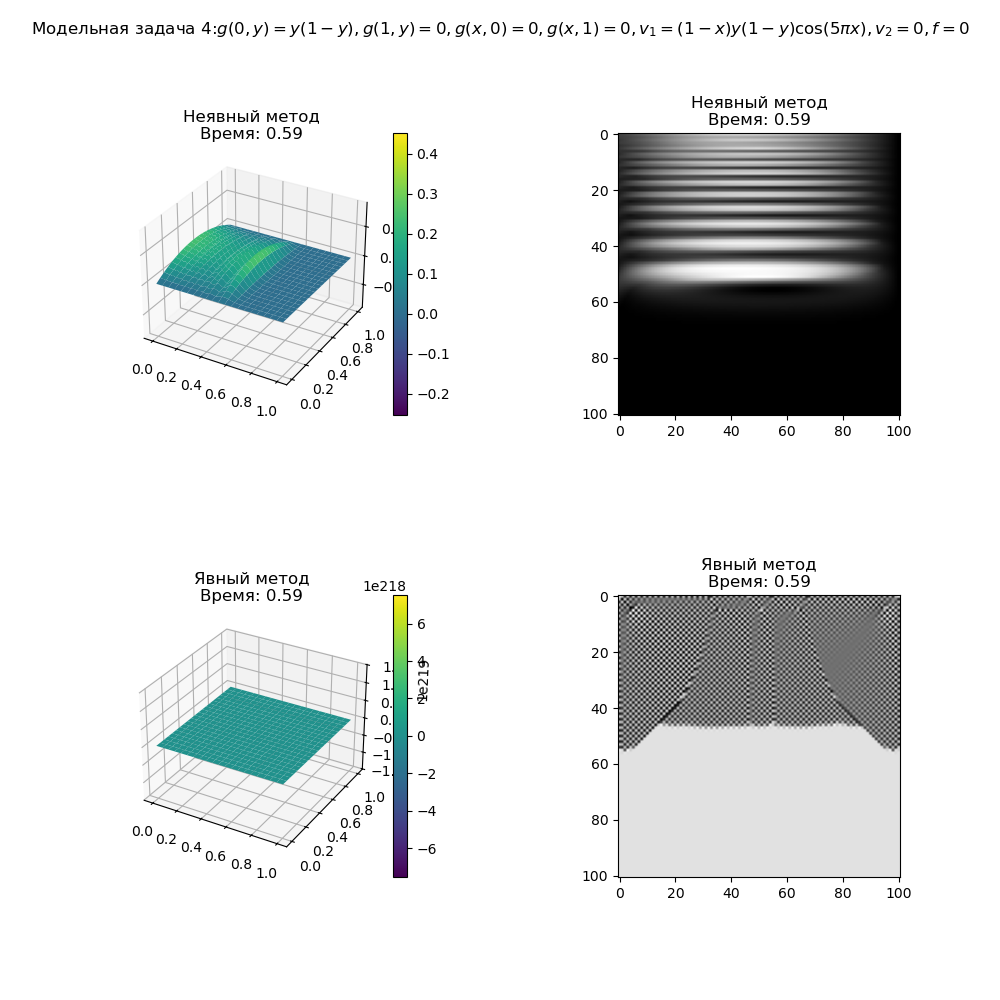 Модельная задача 4:g(0, y) = y(1 − y), g(1, y) = 0, g(x, 0) = 0, g(x, 1) = 0, v₁ = (1 − x)y(1 − y)cos(5πx), v₂ = 0, f = 0
Неявный метод
Время: 0.59
0.0 0.2 0.4 0.6 0.8 1.0
0.0 0.2 0.4 0.6 0.8 1.0
0.4
0.3
0.2
0.1
0.0
−0.1
−0.2
Неявный метод
Время: 0.59
0
20
40
60
80
100
0 20 40 60 80 100
Явный метод
Время: 0.59
0.0 0.2 0.4 0.6 0.8 1.0
0.0 0.2 0.4 0.6 0.8 1.0
1e219
1e218
6
4
2
0
−2
−4
−6
Явный метод
Время: 0.59
0
20
40
60
80
100
0 20 40 60 80 100